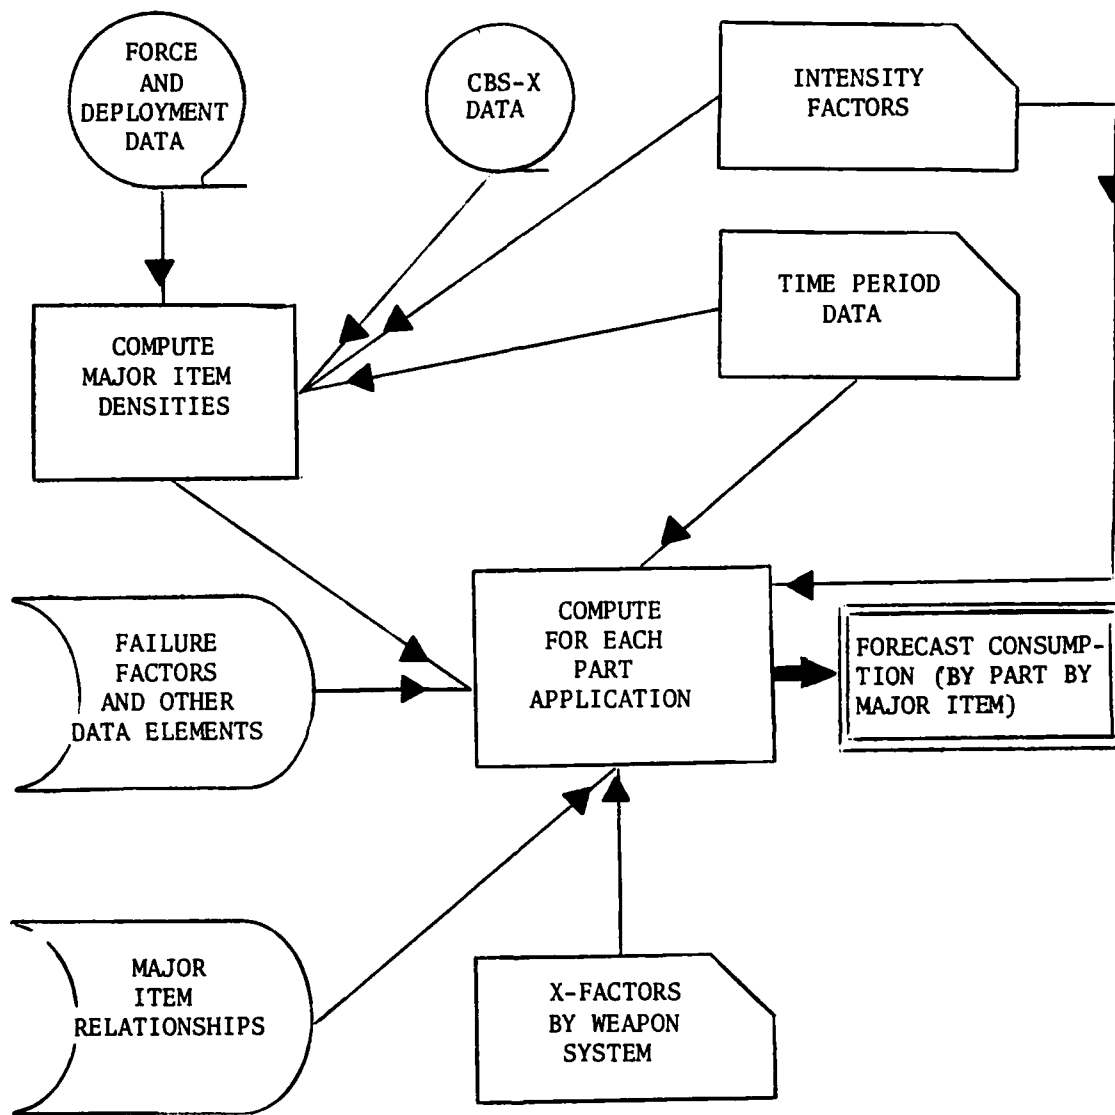 FORCE
AND
DEPLOYMENT
DATA
CBS-X
DATA
INTENSITY
FACTORS
TIME PERIOD
DATA
COMPUTE
MAJOR ITEM
DENSITIES
FAILURE
FACTORS
AND OTHER
DATA ELEMENTS
COMPUTE
FOR EACH
PART
APPLICATION
FORECAST CONSUMP-
TION (BY PART BY
MAJOR ITEM)
MAJOR
ITEM
RELATIONSHIPS
X-FACTORS
BY WEAPON
SYSTEM